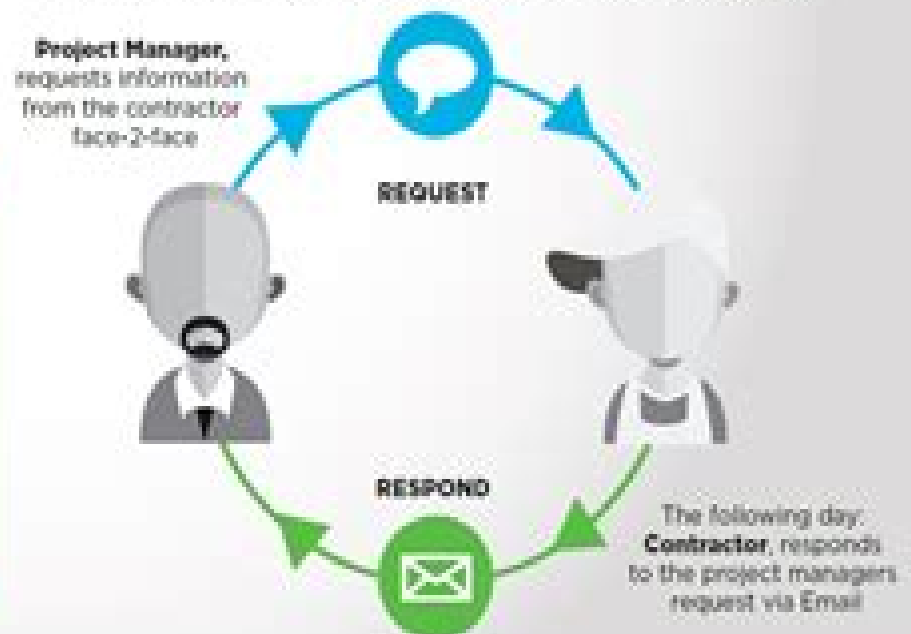 Project Manager,
requests information
from the contractor
face-2-face
REQUEST
RESPOND
The following day:
Contractor, responds
to the project managers
request via Email